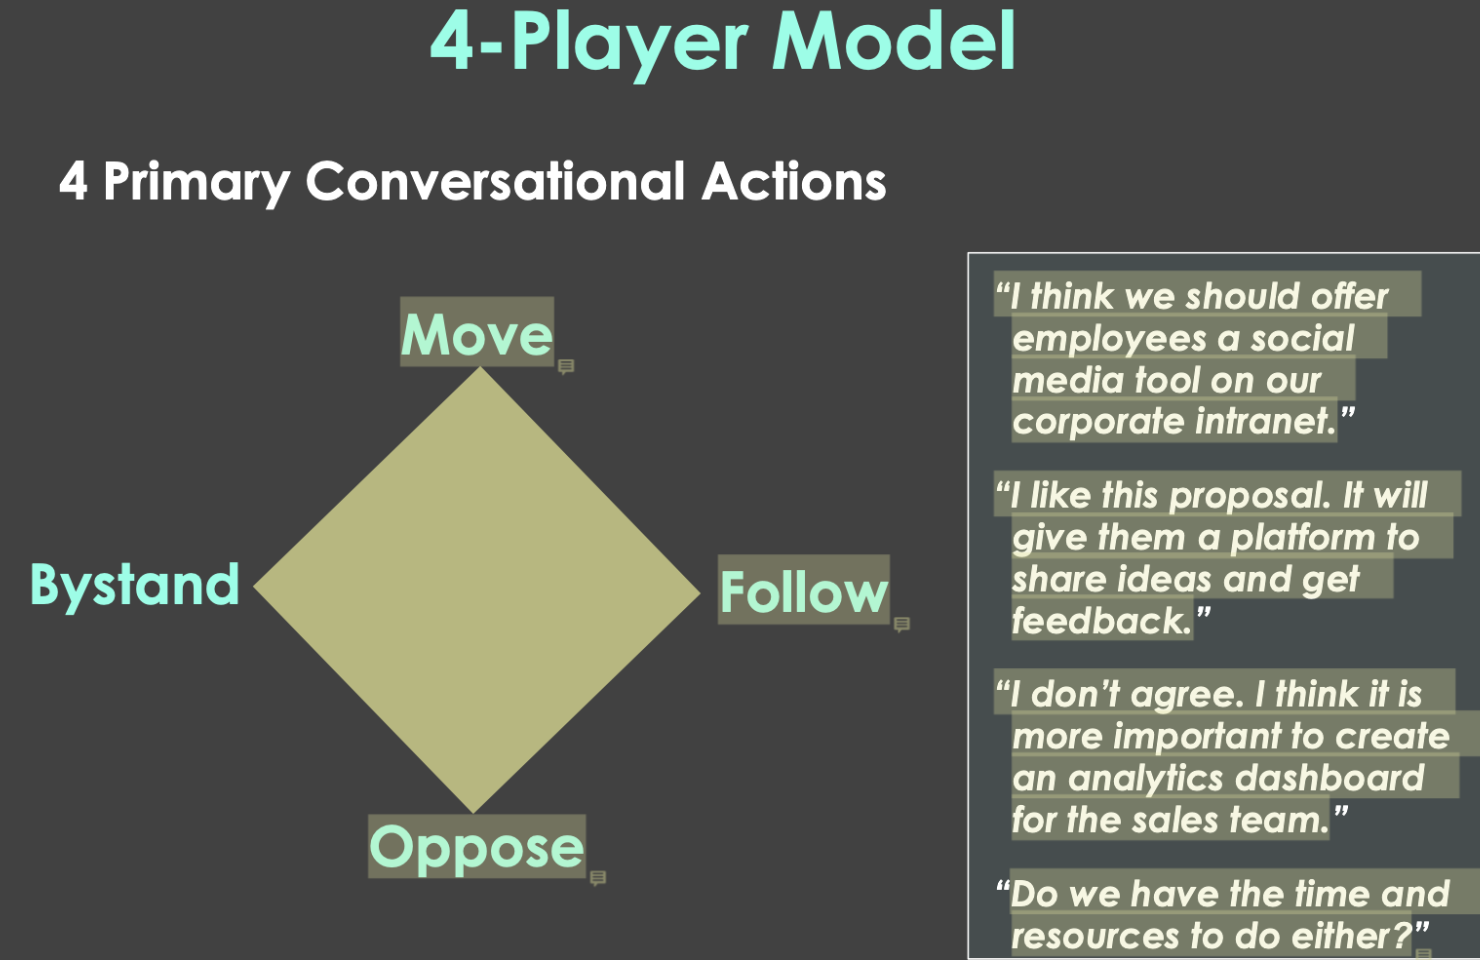 4-Player Model
4 Primary Conversational Actions
Move
Bystand
Follow
Oppose
“I think we should offer
employees a social
media tool on our
corporate intranet.”
“I like this proposal. It will
give them a platform to
share ideas and get
feedback.”
“I don’t agree. I think it is
more important to create
an analytics dashboard
for the sales team.”
“Do we have the time and
resources to do either?”